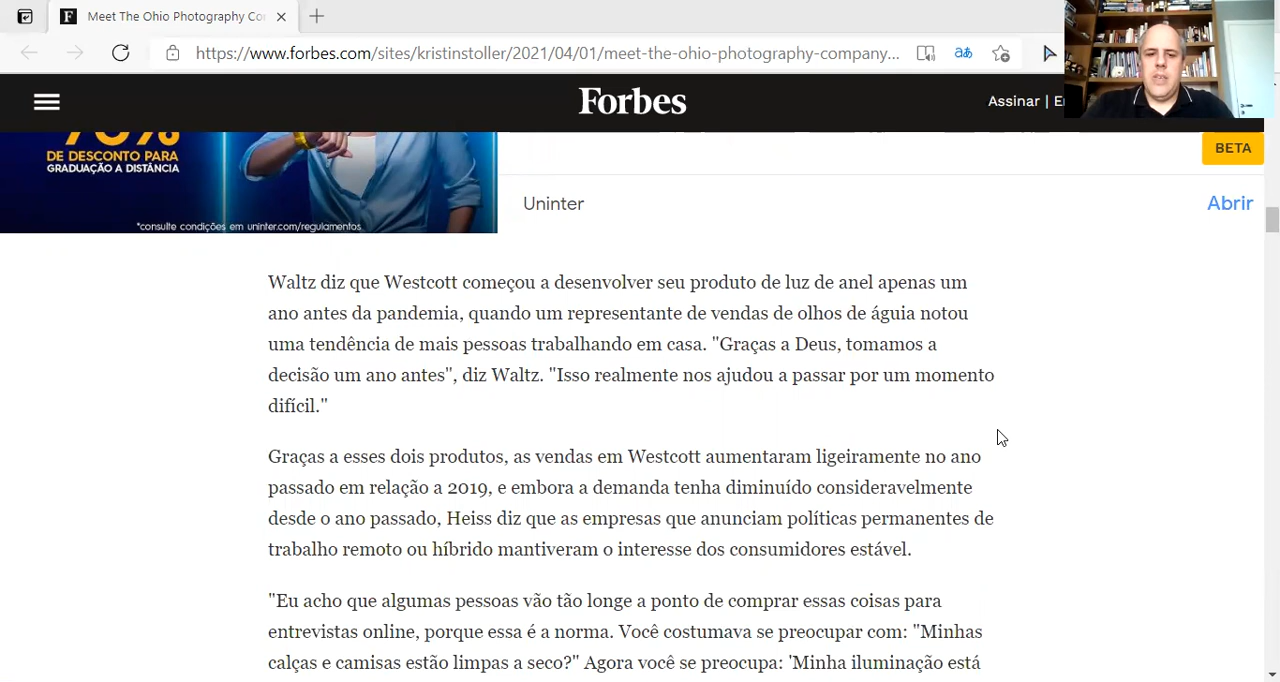 Meet The Ohio Photography Co
https://www.forbes.com/sites/kristinstoller/2021/04/01/meet-the-ohio-photography-company...
aあ
Forbes
Assinar | E
70%
DE DESCONTO PARA
GRADUAÇÃO A DISTÂNCIA
*consulte condições em uninter.com/regulamentos
BETA
Uninter
Abrir
Waltz diz que Westcott começou a desenvolver seu produto de luz de anel apenas um
ano antes da pandemia, quando um representante de vendas de olhos de águia notou
uma tendência de mais pessoas trabalhando em casa. "Graças a Deus, tomamos a
decisão um ano antes", diz Waltz. "Isso realmente nos ajudou a passar por um momento
difícil."
Graças a esses dois produtos, as vendas em Westcott aumentaram ligeiramente no ano
passado em relação a 2019, e embora a demanda tenha diminuído consideravelmente
desde o ano passado, Heiss diz que as empresas que anunciam políticas permanentes de
trabalho remoto ou híbrido mantiveram o interesse dos consumidores estável.
"Eu acho que algumas pessoas vão tão longe a ponto de comprar essas coisas para
entrevistas online, porque essa é a norma. Você costumava se preocupar com: "Minhas
calças e camisas estão limpas a seco?" Agora você se preocupa: 'Minha iluminação está